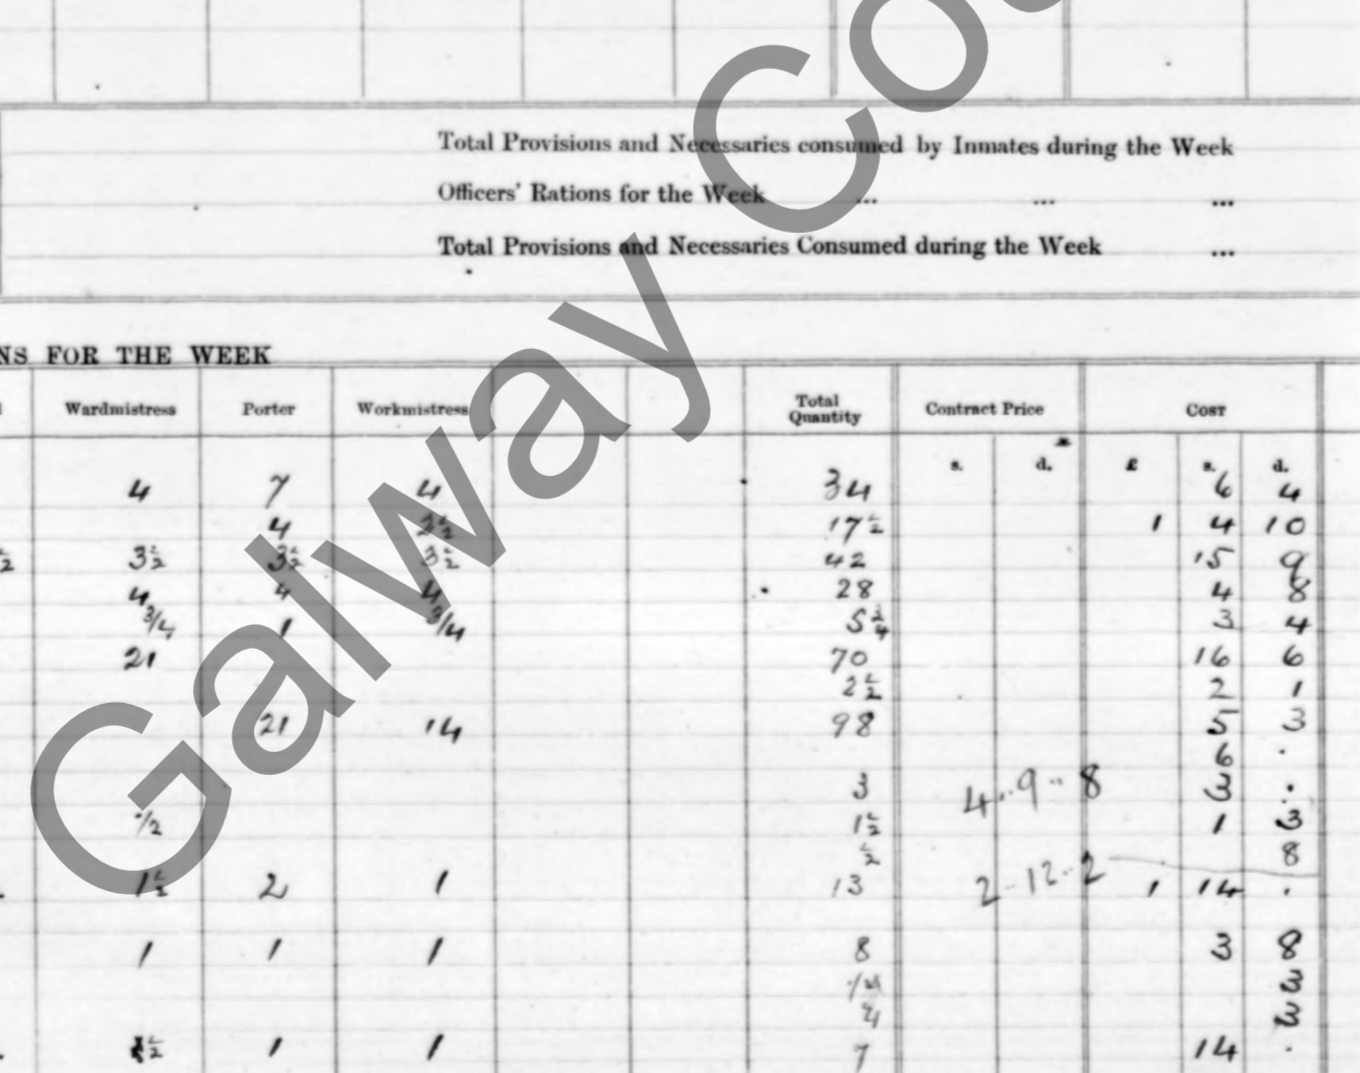 Total Provisions and Necessaries consumed by Inmates during the Week
Officers' Rations for the Week ... ... ...
Total Provisions and Necessaries Consumed during the Week ...
NS FOR THE WEEK
Wardmistress Porter Workmistress Total Quantity Contract Price COST
s. d. £ s. d.
4 7 4 34 6 4
4 2½ 17½ 1 4 10
½ 3½ 3½ 3½ 42 15 9
4 4 4 28 4 8
3/4 1 3/4 5¾ 3 4
21 70 16 6
2½ 2 1
21 14 98 5 3
6 .
3 4..9..8 3 .
1/2 1½ 1 3
½ 8
1½ 2 1 13 2..12..2 1 14 .
1 1 1 8 3 8
3
3
½ 1 1 7 14 .
Galway Cou